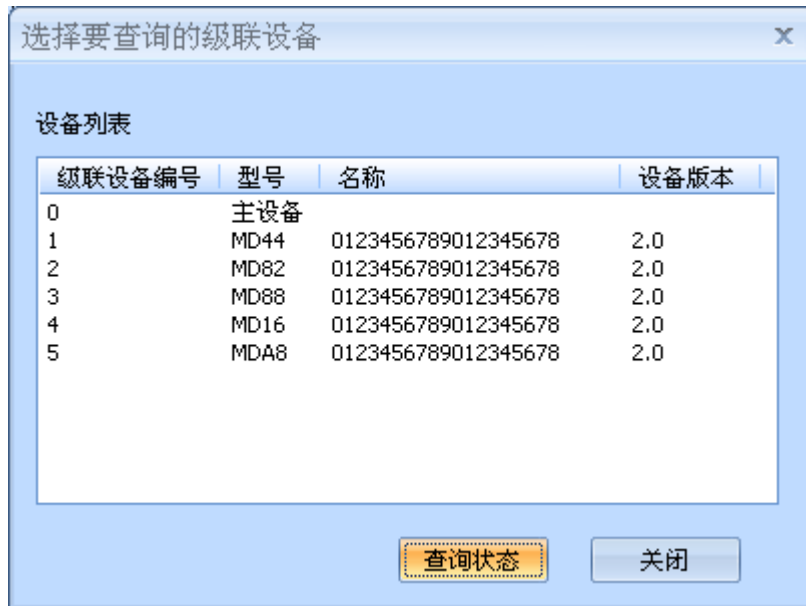 选择要查询的级联设备
设备列表
级联设备编号 型号 名称 设备版本
0 主设备
1 MD44 0123456789012345678 2.0
2 MD82 0123456789012345678 2.0
3 MD88 0123456789012345678 2.0
4 MD16 0123456789012345678 2.0
5 MDA8 0123456789012345678 2.0
查询状态 关闭